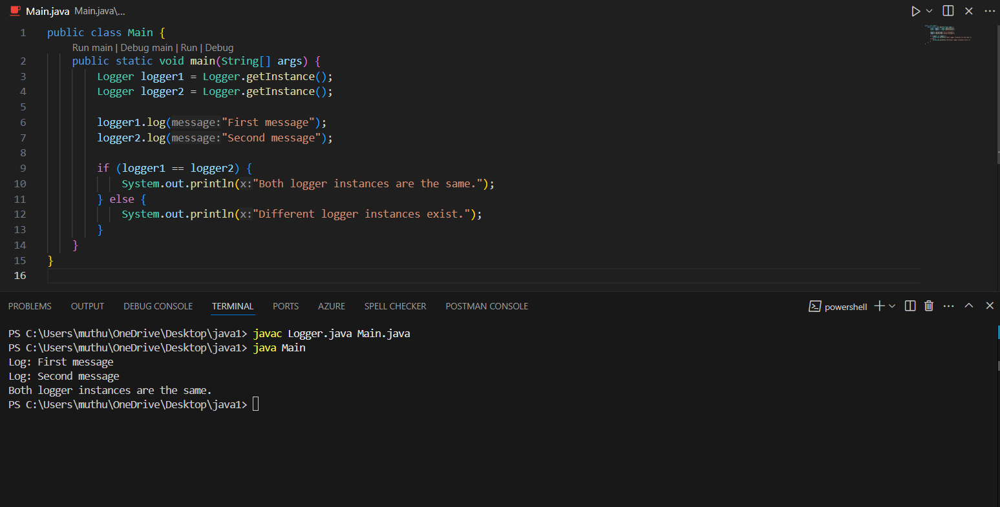 Main.java Main.java\...
1 public class Main {
Run main | Debug main | Run | Debug
2 public static void main(String[] args) {
3 Logger logger1 = Logger.getInstance();
4 Logger logger2 = Logger.getInstance();
5
6 logger1.log(message:"First message");
7 logger2.log(message:"Second message");
8
9 if (logger1 == logger2) {
10 System.out.println(x:"Both logger instances are the same.");
11 } else {
12 System.out.println(x:"Different logger instances exist.");
13 }
14 }
15 }
16
PROBLEMS OUTPUT DEBUG CONSOLE TERMINAL PORTS AZURE SPELL CHECKER POSTMAN CONSOLE powershell
PS C:\Users\muthu\OneDrive\Desktop\java1> javac Logger.java Main.java
PS C:\Users\muthu\OneDrive\Desktop\java1> java Main
Log: First message
Log: Second message
Both logger instances are the same.
PS C:\Users\muthu\OneDrive\Desktop\java1>